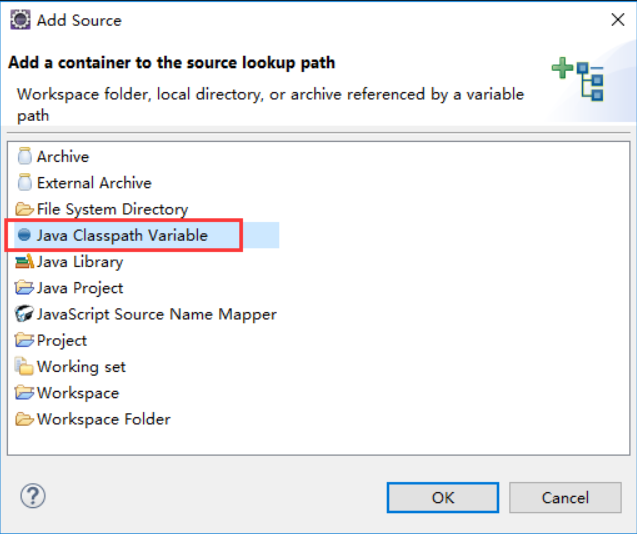 Add Source
Add a container to the source lookup path
Workspace folder, local directory, or archive referenced by a variable
path
Archive
External Archive
File System Directory
Java Classpath Variable
Java Library
Java Project
JavaScript Source Name Mapper
Project
Working set
Workspace
Workspace Folder
?
OK
Cancel